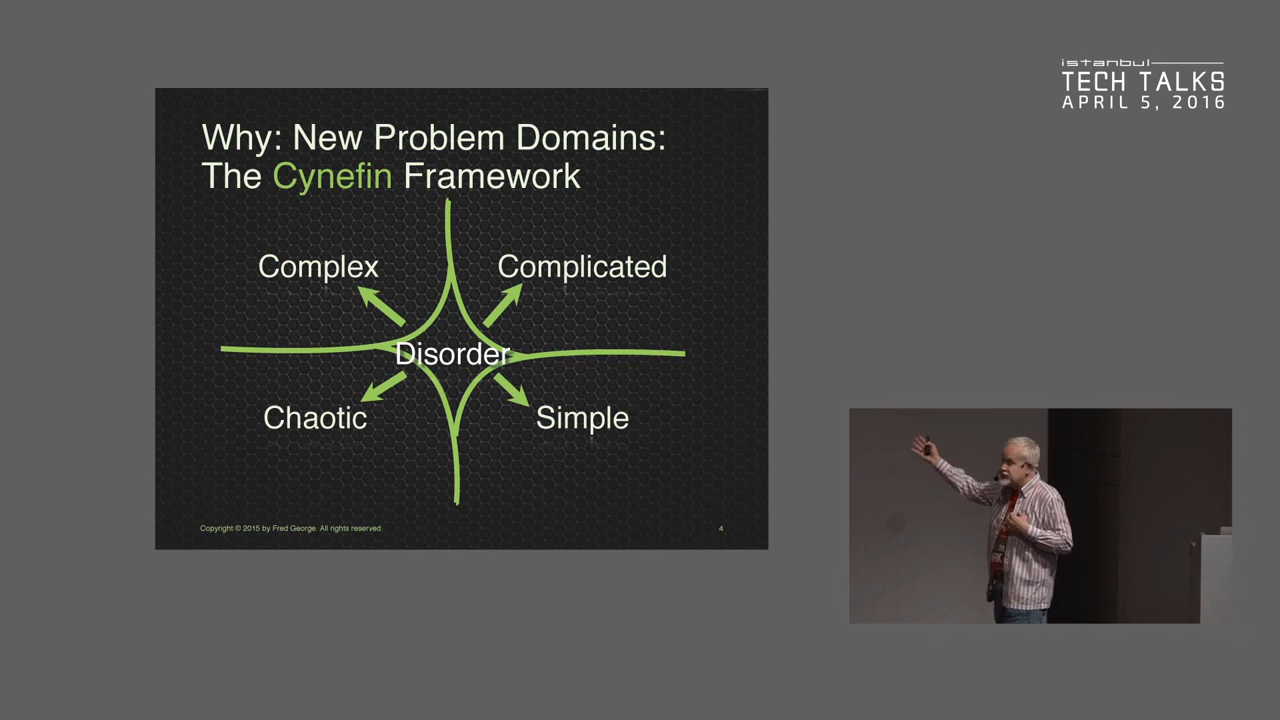 istanbul
TECH TALKS
APRIL 5, 2016
Why: New Problem Domains:
The Cynefin Framework
Complex
Complicated
Disorder
Chaotic
Simple
Copyright © 2015 by Fred George. All rights reserved.
4